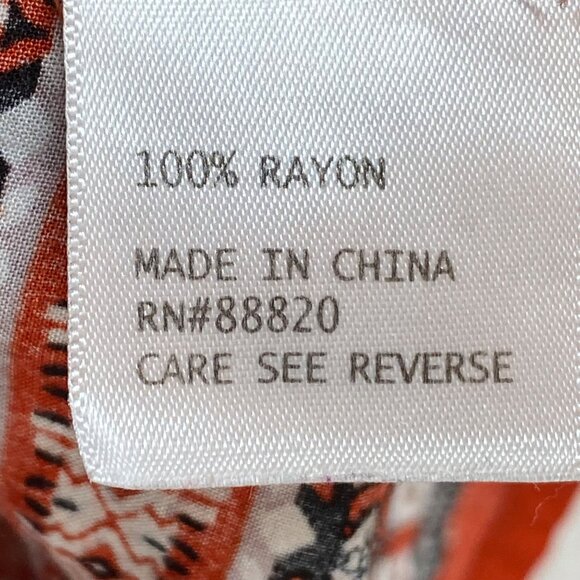 100% RAYON
MADE IN CHINA
RN#88820
CARE SEE REVERSE